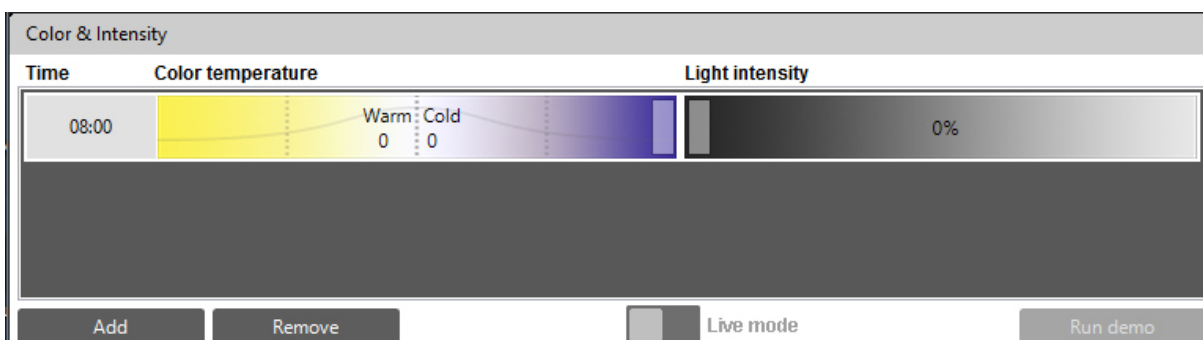 Color & Intensity
Time Color temperature Light intensity
08:00 Warm Cold 0%
0 0
Add Remove Live mode Run demo